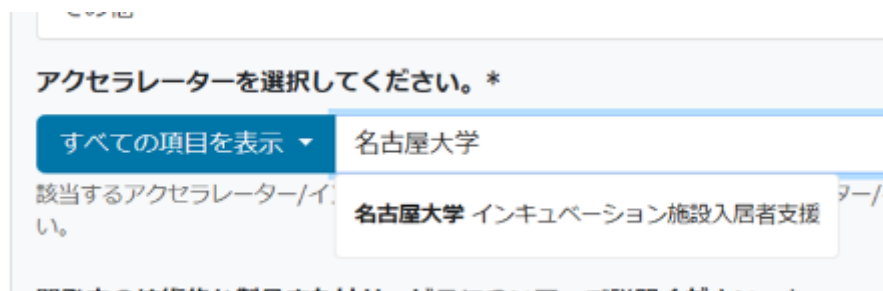 アクセラレーターを選択してください。*
すべての項目を表示 名古屋大学
該当するアクセラレーター/イ
ター/
名古屋大学 インキュベーション施設入居者支援
い。